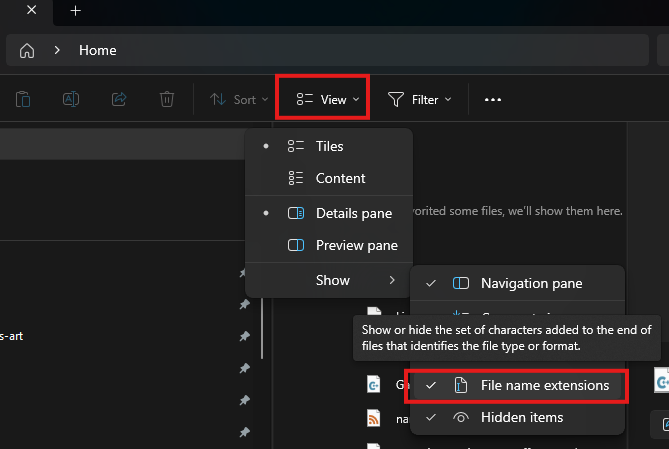 Home
Sort
View
Filter
Tiles
Content
Details pane
Preview pane
Show
orited some files, we'll show them here.
Navigation pane
Show or hide the set of characters added to the end of
files that identifies the file type or format.
s-art
File name extensions
Hidden items